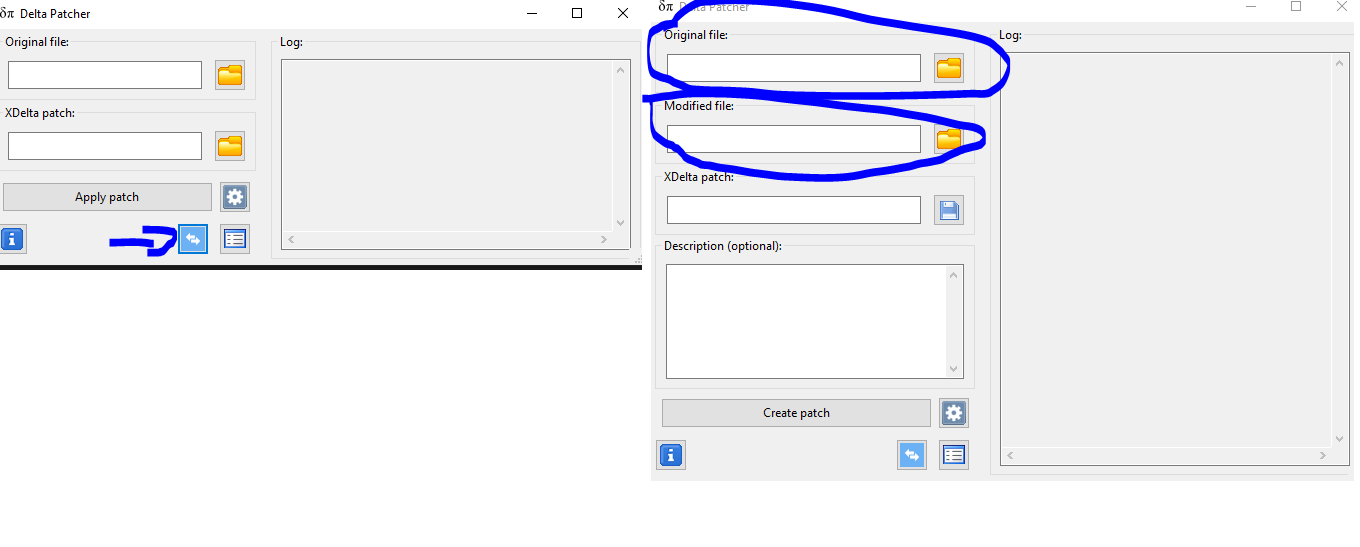 δπ Delta Patcher
Original file:
Log:
XDelta patch:
Apply patch
δπ Delta Patcher
Original file:
Log:
Modified file:
XDelta patch:
Description (optional):
Create patch